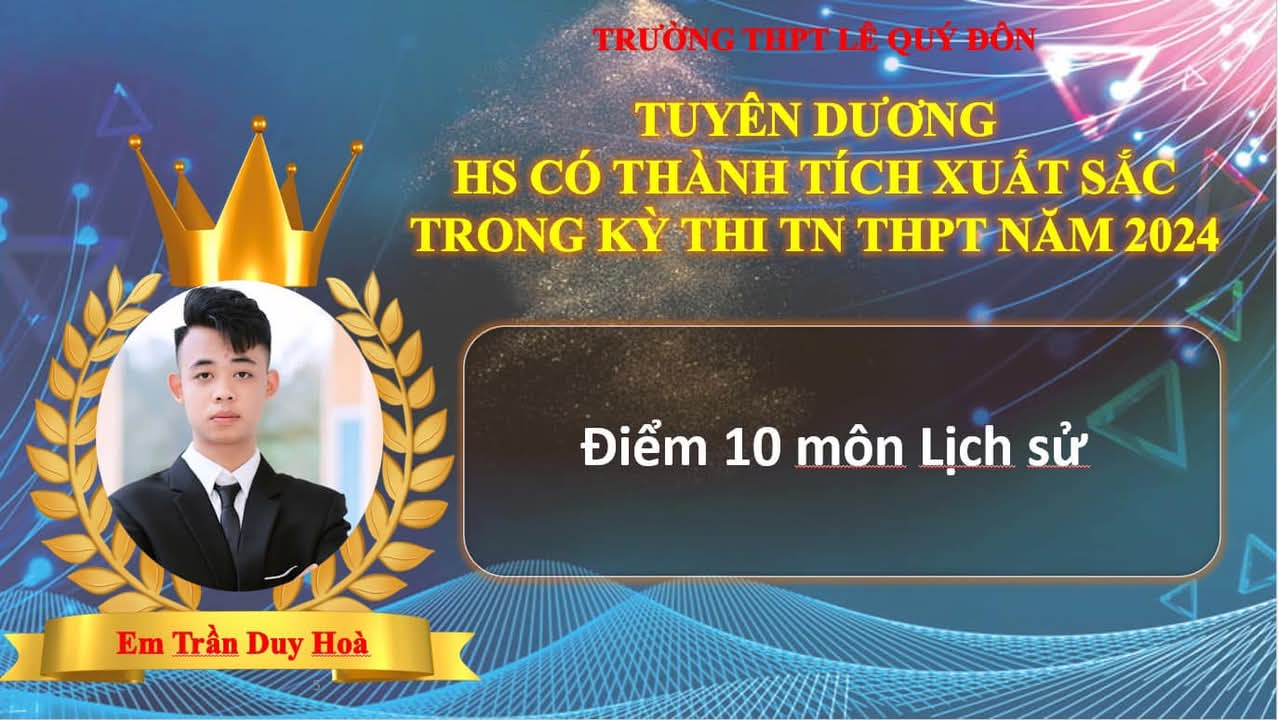 TRƯỜNG THPT LÊ QUÝ ĐÔN
TUYÊN DƯƠNG
HS CÓ THÀNH TÍCH XUẤT SẮC
TRONG KỲ THI TN THPT NĂM 2024
Điểm 10 môn Lịch sử
Em Trần Duy Hoà
5